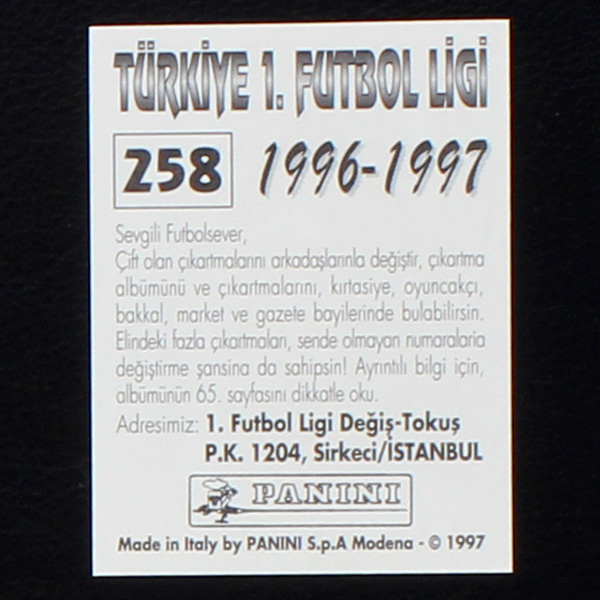 TÜRKİYE 1. FUTBOL LİGİ
258 1996-1997
Sevgili Futbolsever,
Çift olan çıkartmalarını arkadaşlarınla değiştir, çıkartma
albümünü ve çıkartmalarını, kırtasiye, oyuncakçı,
bakkal, market ve gazete bayilerinde bulabilirsin.
Elindeki fazla çıkartmaları, sende olmayan numaralarla
değiştirme şansına da sahipsin! Ayrıntılı bilgi için,
albümünün 65. sayfasını dikkatle oku.
Adresimiz: 1. Futbol Ligi Değiş-Tokuş
P.K. 1204, Sirkeci/İSTANBUL
PANINI
Made in Italy by PANINI S.p.A Modena - © 1997